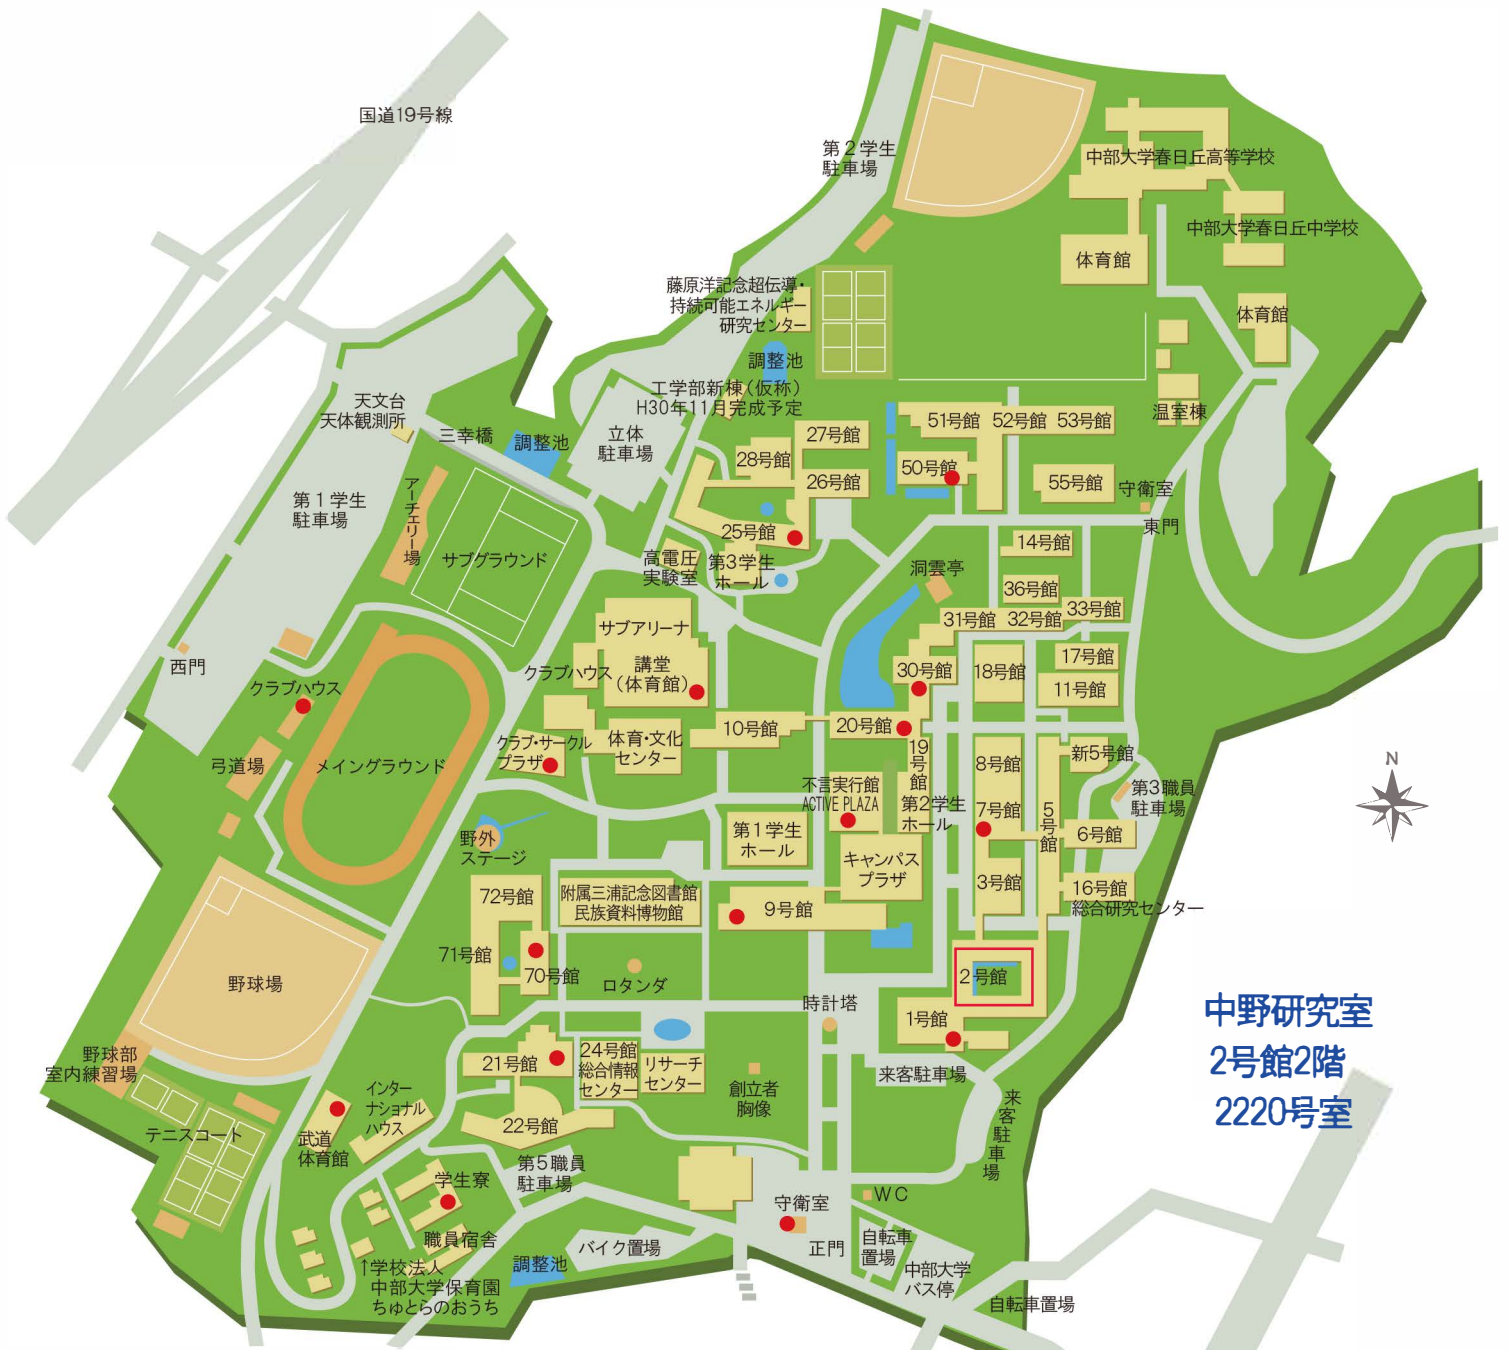 国道19号線
第2学生
駐車場
中部大学春日丘高等学校
中部大学春日丘中学校
体育館
体育館
藤原洋記念超伝導・
持続可能エネルギー
研究センター
調整池
工学部新棟(仮称)
H30年11月完成予定
温室棟
天文台
天体観測所
三幸橋
調整池
立体
駐車場
27号館
28号館
26号館
25号館
51号館
52号館
53号館
50号館
55号館
守衛室
東門
第1学生
駐車場
アーチェリー場
サブグラウンド
高電圧
実験室
第3学生
ホール
14号館
洞雲亭
36号館
33号館
31号館
32号館
西門
クラブハウス
サブアリーナ
講堂
(体育館)
クラブハウス
30号館
18号館
17号館
11号館
10号館
20号館
19号館
クラブ・サークル
プラザ
体育・文化
センター
弓道場
メイングラウンド
8号館
新5号館
不言実行館
ACTIVE PLAZA
第2学生
ホール
7号館
5号館
第3職員
駐車場
6号館
N
野外
ステージ
第1学生
ホール
キャンパス
プラザ
3号館
16号館
総合研究センター
72号館
附属三浦記念図書館
民族資料博物館
9号館
71号館
70号館
ロタンダ
2号館
野球場
時計塔
1号館
中野研究室
2号館2階
2220号室
野球部
室内練習場
21号館
24号館
総合情報
センター
リサーチ
センター
創立者
胸像
来客駐車場
来客駐車場
インター
ナショナル
ハウス
テニスコート
武道
体育館
22号館
第5職員
駐車場
学生寮
職員宿舎
守衛室
WC
正門
自転車
置場
バイク置場
調整池
↑学校法人
中部大学保育園
ちゅとらのおうち
中部大学
バス停
自転車置場